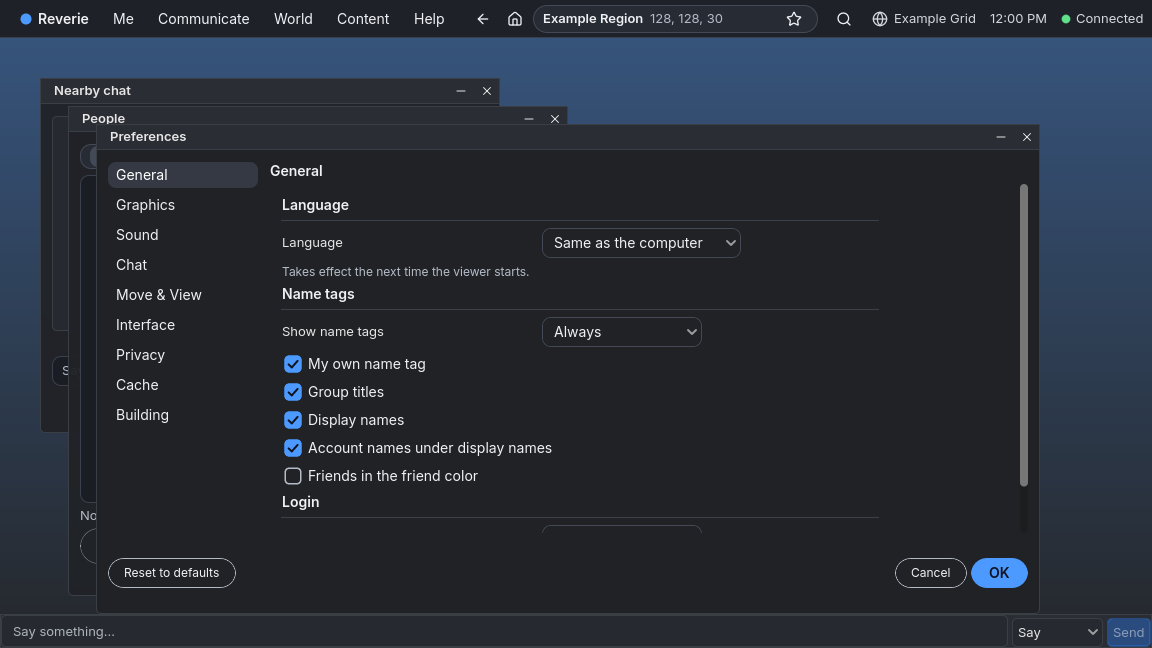 Reverie Me Communicate World Content Help Example Region 128, 128, 30 Example Grid 12:00 PM Connected
Nearby chat
People
Preferences
General
Graphics
Sound
Chat
Move & View
Interface
Privacy
Cache
Building
General
Language
Language Same as the computer
Takes effect the next time the viewer starts.
Name tags
Show name tags Always
My own name tag
Group titles
Display names
Account names under display names
Friends in the friend color
Login
Reset to defaults Cancel OK
Say something... Say Send